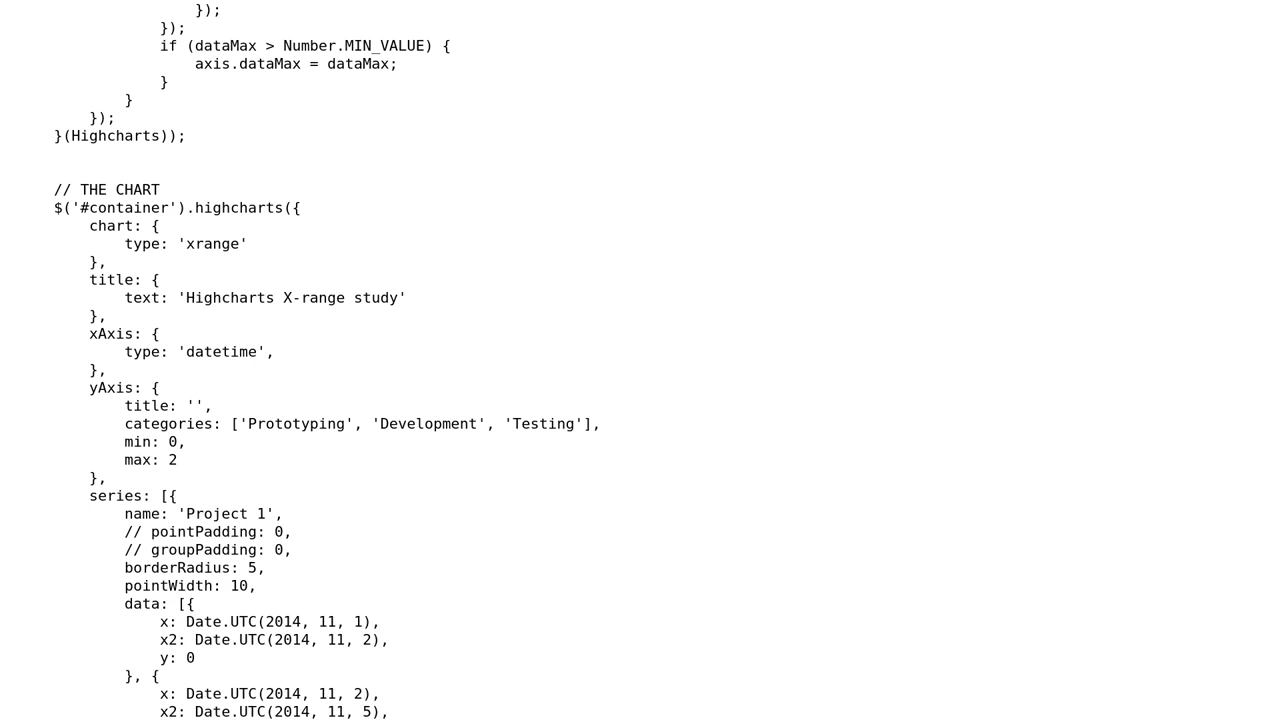 });
            });
            if (dataMax > Number.MIN_VALUE) {
                axis.dataMax = dataMax;
            }
        }
    });
}(Highcharts));


// THE CHART
$('#container').highcharts({
    chart: {
        type: 'xrange'
    },
    title: {
        text: 'Highcharts X-range study'
    },
    xAxis: {
        type: 'datetime',
    },
    yAxis: {
        title: '',
        categories: ['Prototyping', 'Development', 'Testing'],
        min: 0,
        max: 2
    },
    series: [{
        name: 'Project 1',
        // pointPadding: 0,
        // groupPadding: 0,
        borderRadius: 5,
        pointWidth: 10,
        data: [{
            x: Date.UTC(2014, 11, 1),
            x2: Date.UTC(2014, 11, 2),
            y: 0
        }, {
            x: Date.UTC(2014, 11, 2),
            x2: Date.UTC(2014, 11, 5),